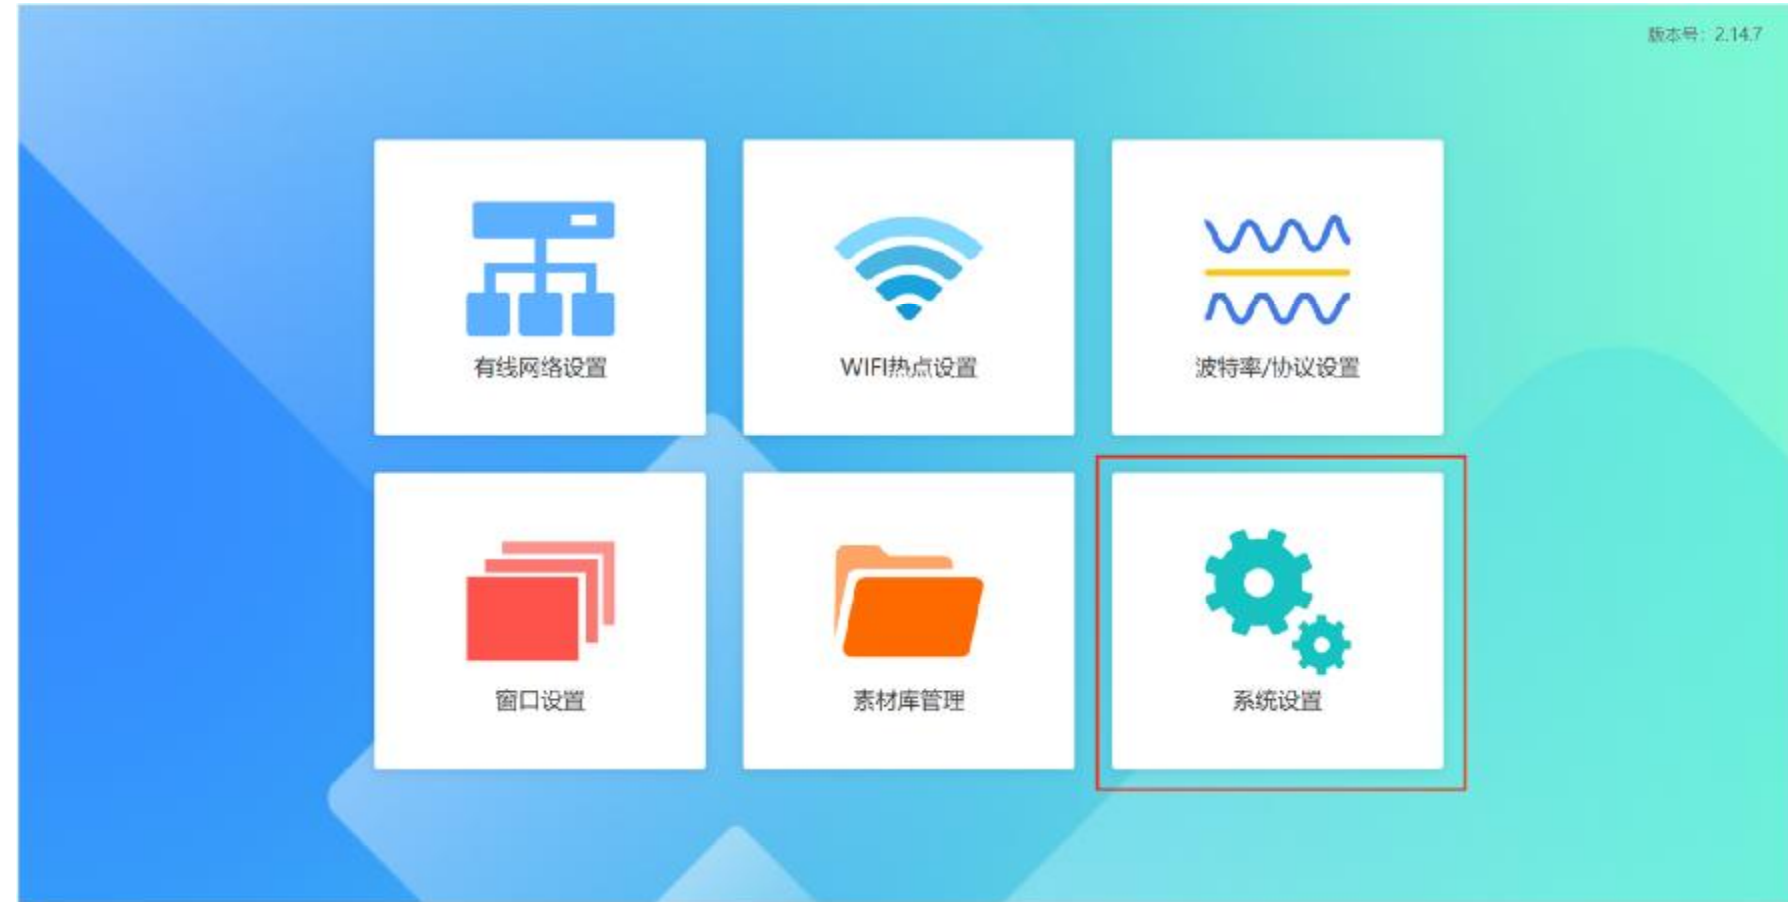 版本号：2.14.7
有线网络设置
WIFI热点设置
波特率/协议设置
窗口设置
素材库管理
系统设置